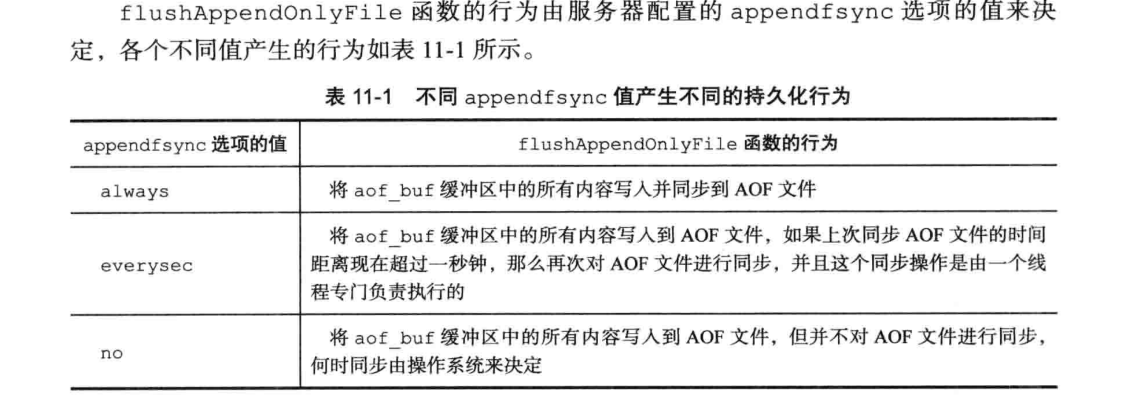 flushAppendOnlyFile 函数的行为由服务器配置的 appendfsync 选项的值来决
定，各个不同值产生的行为如表 11-1 所示。
表 11-1 不同 appendfsync 值产生不同的持久化行为
appendfsync 选项的值 flushAppendOnlyFile 函数的行为
always 将 aof_buf 缓冲区中的所有内容写入并同步到 AOF 文件
将 aof_buf 缓冲区中的所有内容写入到 AOF 文件，如果上次同步 AOF 文件的时间
everysec 距离现在超过一秒钟，那么再次对 AOF 文件进行同步，并且这个同步操作是由一个线
程专门负责执行的
no 将 aof_buf 缓冲区中的所有内容写入到 AOF 文件，但并不对 AOF 文件进行同步，
何时同步由操作系统来决定